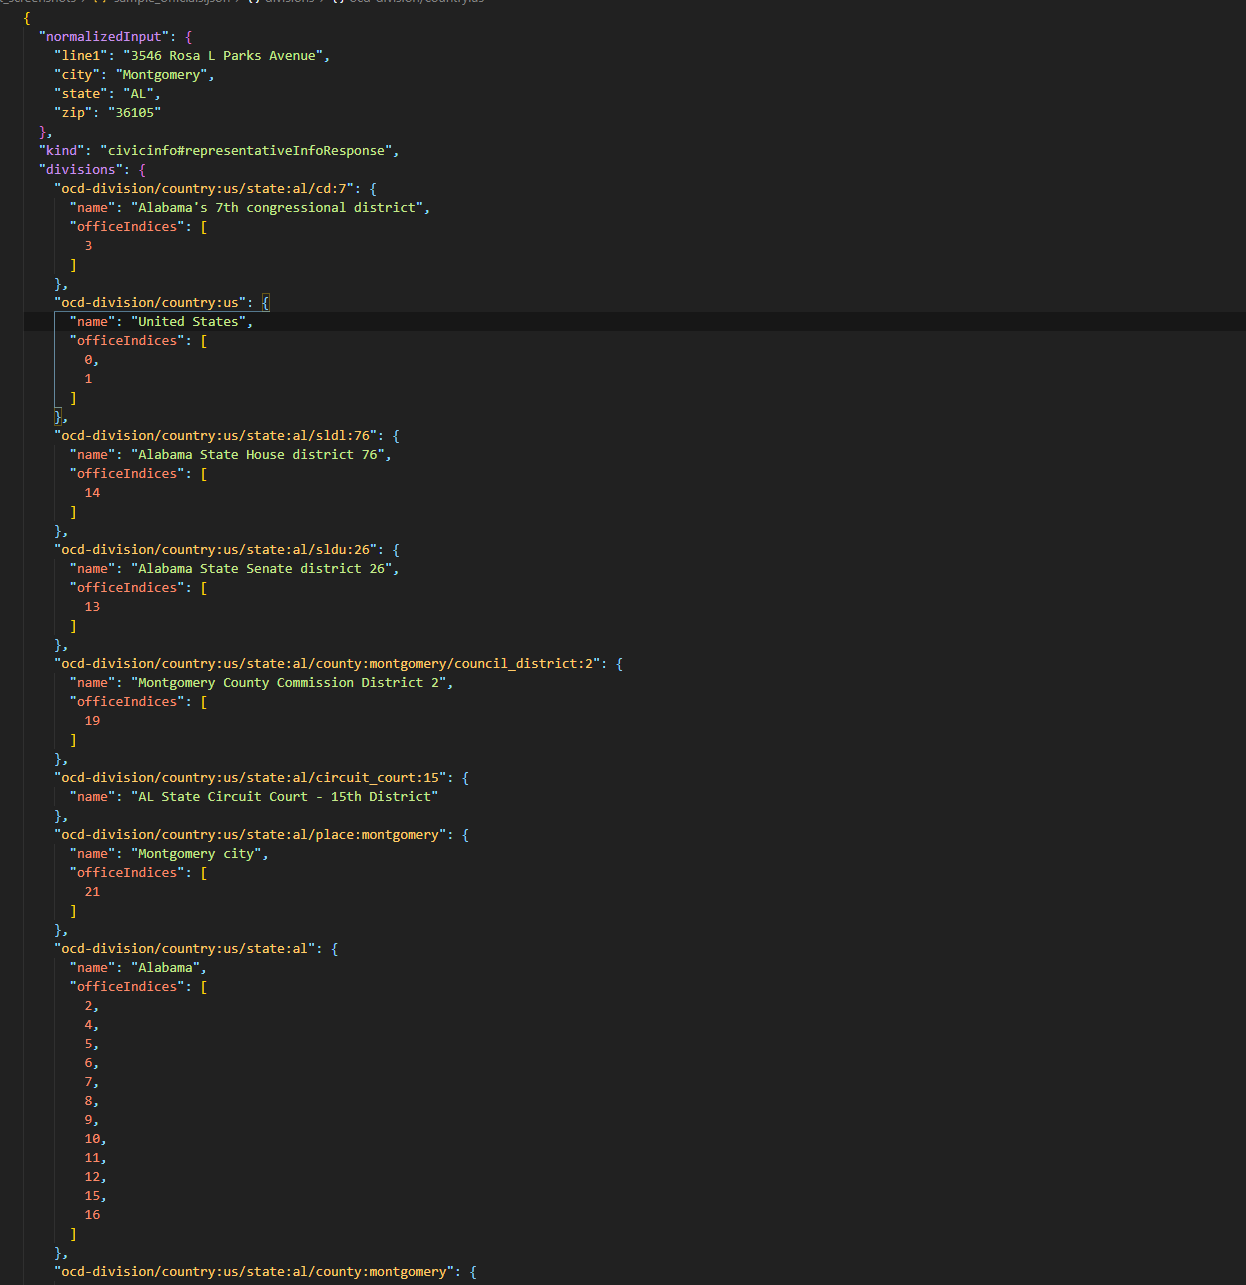 {
"normalizedInput": {
"line1": "3546 Rosa L Parks Avenue",
"city": "Montgomery",
"state": "AL",
"zip": "36105"
},
"kind": "civicinfo#representativeInfoResponse",
"divisions": {
"ocd-division/country:us/state:al/cd:7": {
"name": "Alabama's 7th congressional district",
"officeIndices": [
3
]
},
"ocd-division/country:us": {
"name": "United States",
"officeIndices": [
0,
1
]
},
"ocd-division/country:us/state:al/sldl:76": {
"name": "Alabama State House district 76",
"officeIndices": [
14
]
},
"ocd-division/country:us/state:al/sldu:26": {
"name": "Alabama State Senate district 26",
"officeIndices": [
13
]
},
"ocd-division/country:us/state:al/county:montgomery/council_district:2": {
"name": "Montgomery County Commission District 2",
"officeIndices": [
19
]
},
"ocd-division/country:us/state:al/circuit_court:15": {
"name": "AL State Circuit Court - 15th District"
},
"ocd-division/country:us/state:al/place:montgomery": {
"name": "Montgomery city",
"officeIndices": [
21
]
},
"ocd-division/country:us/state:al": {
"name": "Alabama",
"officeIndices": [
2,
4,
5,
6,
7,
8,
9,
10,
11,
12,
15,
16
]
},
"ocd-division/country:us/state:al/county:montgomery": {